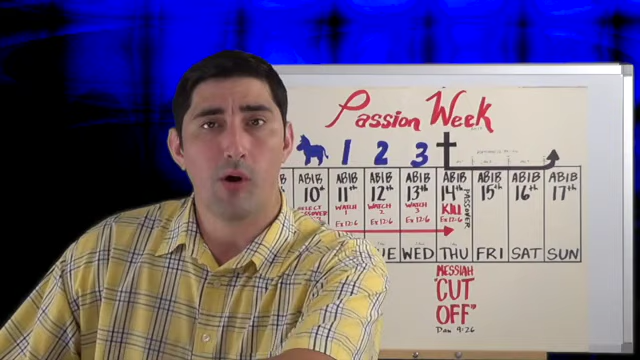 Passion Week
1 2 3
ABIB ABIB ABIB ABIB ABIB ABIB ABIB ABIB
10th 11th 12th 13th 14th 15th 16th 17th
SELECT WATCH WATCH WATCH KILL PASSOVER
1 2 3
Ex 12:6 Ex 12:6 Ex 12:6 Ex 12:6
UE WED THU FRI SAT SUN
MESSIAH
"CUT
OFF"
Dan 9:26